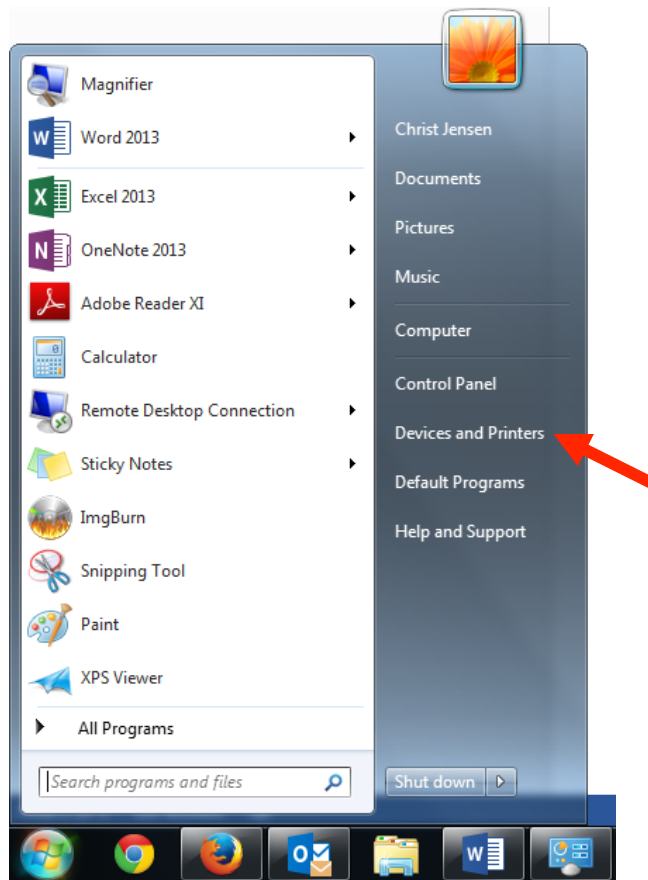 Magnifier
Word 2013
Excel 2013
OneNote 2013
Adobe Reader XI
Calculator
Remote Desktop Connection
Sticky Notes
ImgBurn
Snipping Tool
Paint
XPS Viewer
All Programs
Search programs and files
Christ Jensen
Documents
Pictures
Music
Computer
Control Panel
Devices and Printers
Default Programs
Help and Support
Shut down